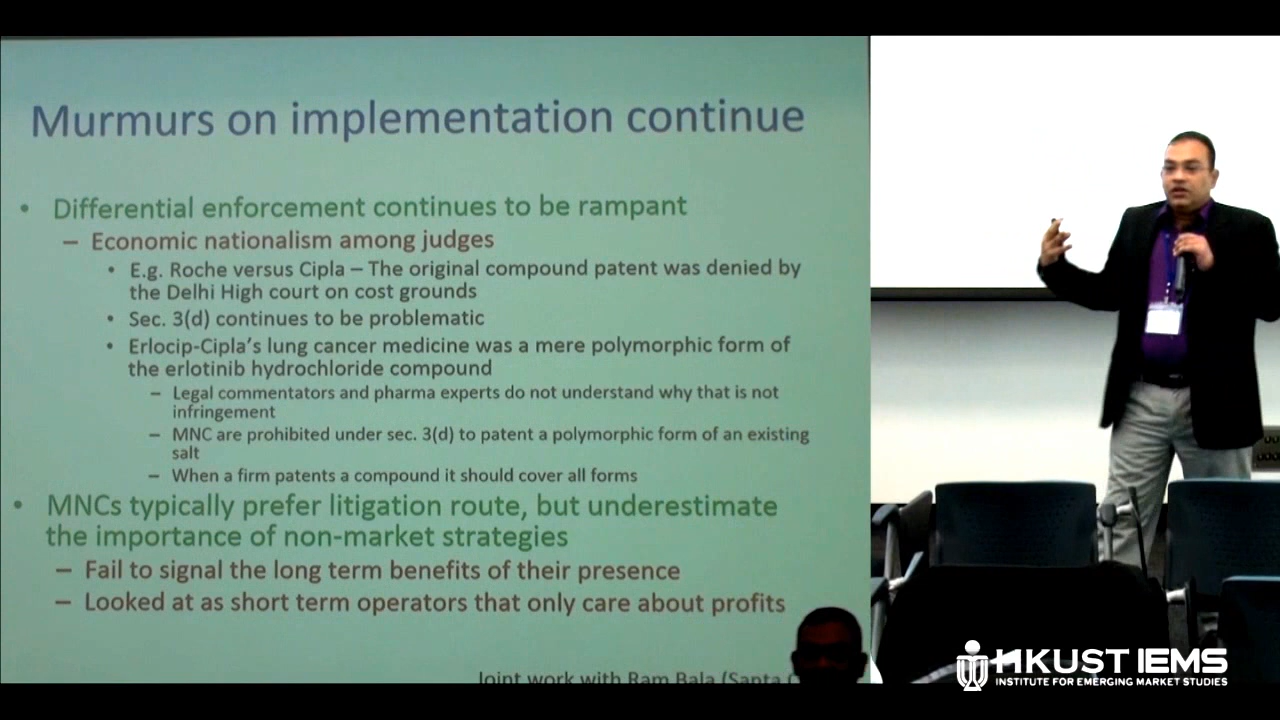 Murmurs on implementation continue
• Differential enforcement continues to be rampant
– Economic nationalism among judges
• E.g. Roche versus Cipla – The original compound patent was denied by
the Delhi High court on cost grounds
• Sec. 3(d) continues to be problematic
• Erlocip-Cipla's lung cancer medicine was a mere polymorphic form of
the erlotinib hydrochloride compound
– Legal commentators and pharma experts do not understand why that is not
infringement
– MNC are prohibited under sec. 3(d) to patent a polymorphic form of an existing
salt
– When a firm patents a compound it should cover all forms
• MNCs typically prefer litigation route, but underestimate
the importance of non-market strategies
– Fail to signal the long term benefits of their presence
– Looked at as short term operators that only care about profits
Joint work with Ram Bala (Santa
HKUST IEMS
INSTITUTE FOR EMERGING MARKET STUDIES